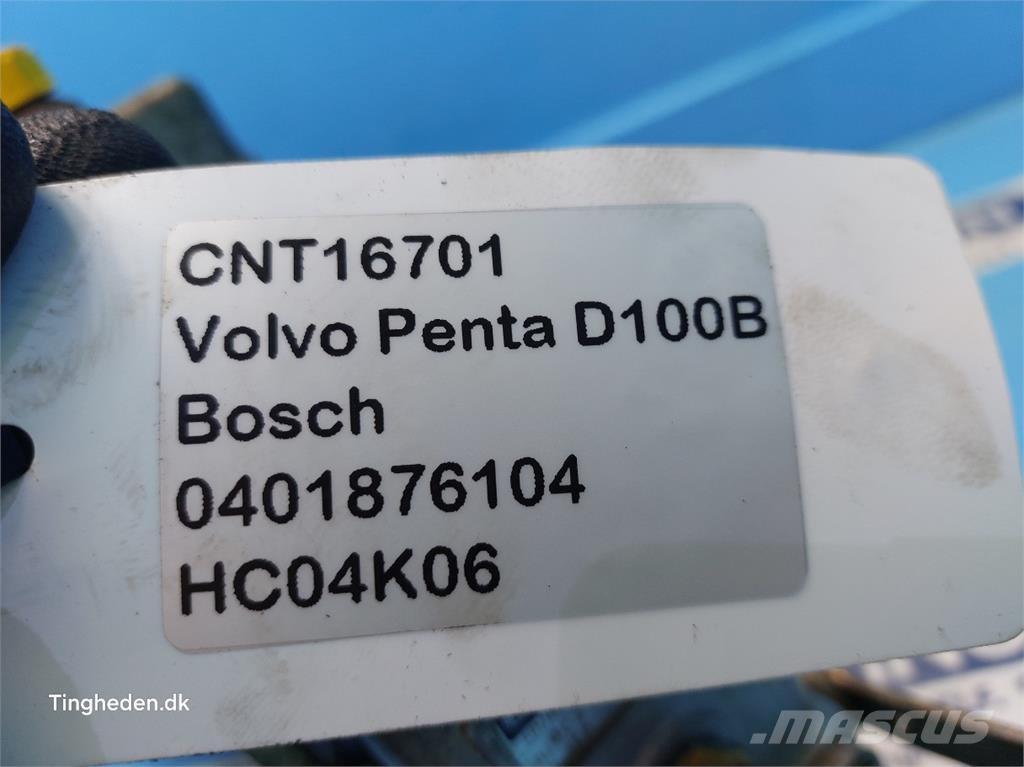 CNT16701
Volvo Penta D100B
Bosch
0401876104
HC04K06
Tingheden.dk
MASCUS